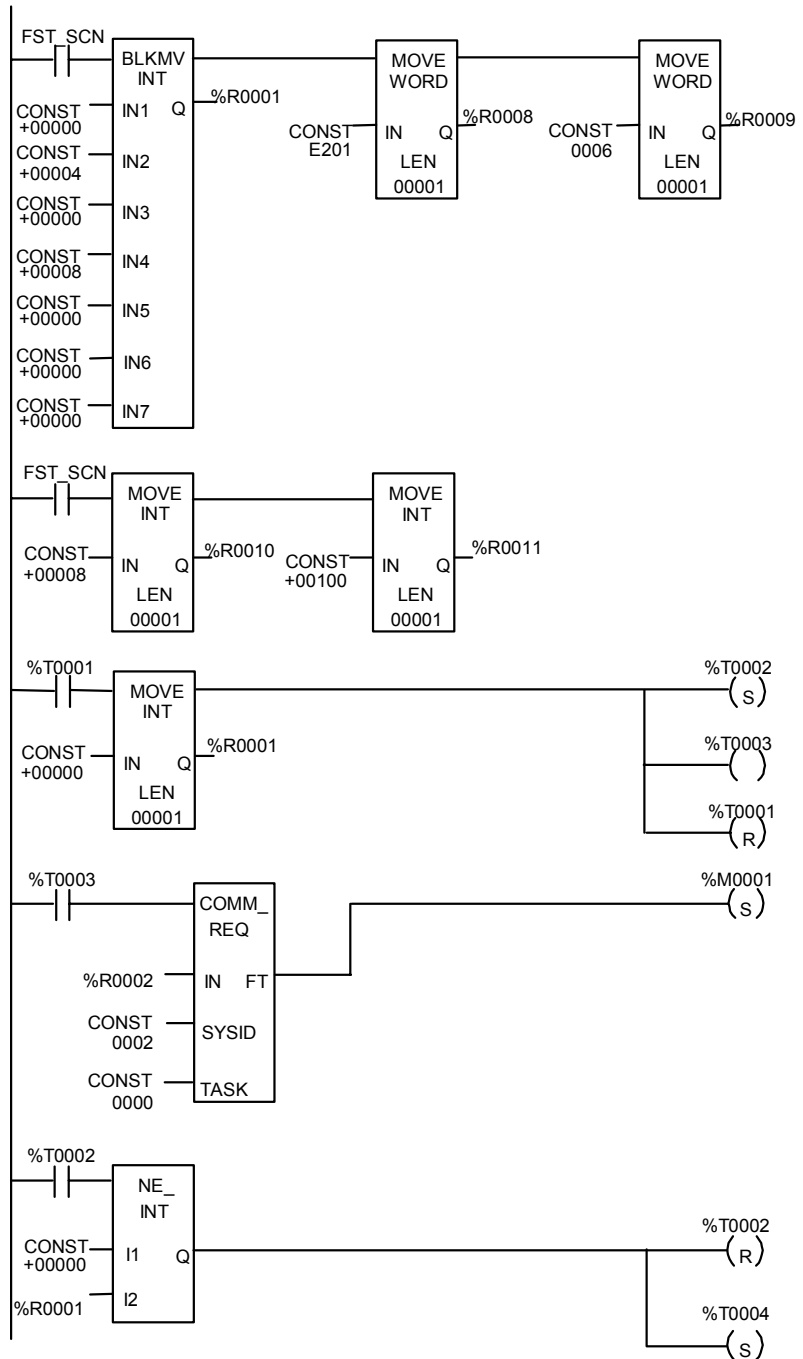 FST_SCN
BLKMV
INT
CONST
+00000
IN1 Q
%R0001
CONST
+00004
IN2
CONST
+00000
IN3
CONST
+00008
IN4
CONST
+00000
IN5
CONST
+00000
IN6
CONST
+00000
IN7
MOVE
WORD
CONST
E201
IN Q
%R0008
LEN
00001
MOVE
WORD
CONST
0006
IN Q
%R0009
LEN
00001
FST_SCN
MOVE
INT
CONST
+00008
IN Q
%R0010
LEN
00001
MOVE
INT
CONST
+00100
IN Q
%R0011
LEN
00001
%T0001
MOVE
INT
CONST
+00000
IN Q
%R0001
LEN
00001
%T0002
S
%T0003
%T0001
R
%T0003
COMM_
REQ
%R0002
IN FT
CONST
0002
SYSID
CONST
0000
TASK
%M0001
S
%T0002
NE_
INT
CONST
+00000
I1 Q
%R0001
I2
%T0002
R
%T0004
S